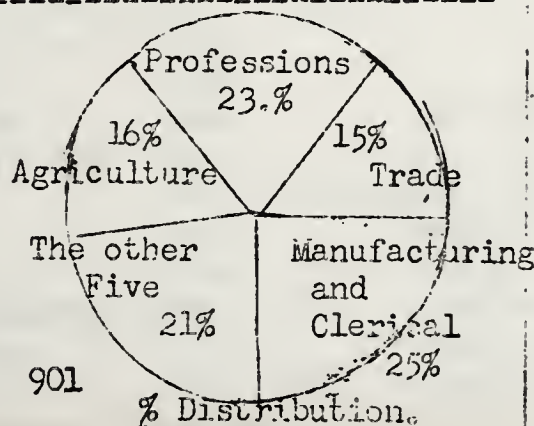 Professions
23.%
16%
Agriculture
15%
Trade
The other
Five
21%
Manufacturing
and
Clerical
25%
901
% Distribution.